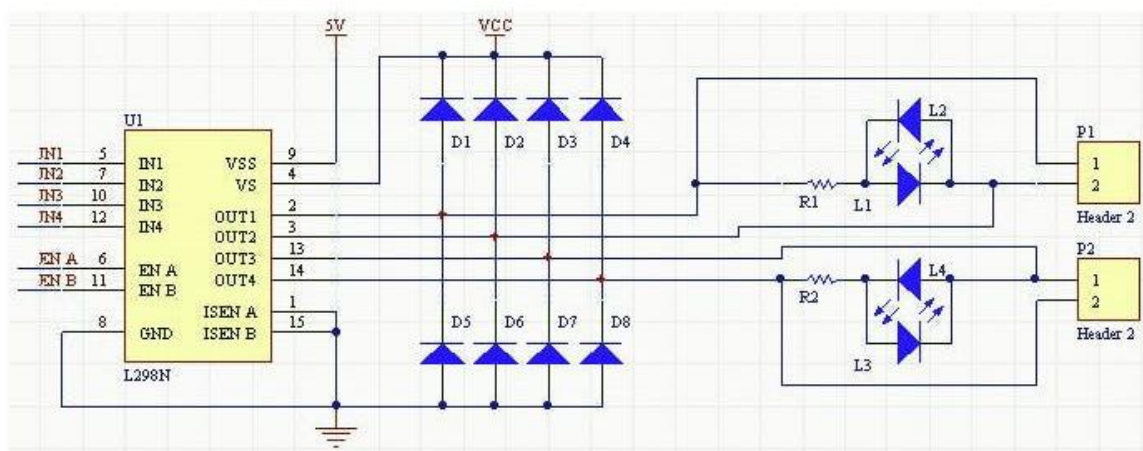 5V
VCC
U1
IN1 5 IN1 VSS 9
IN2 7 IN2 VS 4
IN3 10 IN3 OUT1 2
IN4 12 IN4 OUT2 3
OUT3 13
EN A 6 EN A OUT4 14
EN B 11 EN B
ISEN A 1
8 GND ISEN B 15
L298N
D1 D2 D3 D4
D5 D6 D7 D8
L2
R1 L1
P1
1
2
Header 2
L4
R2
L3
P2
1
2
Header 2